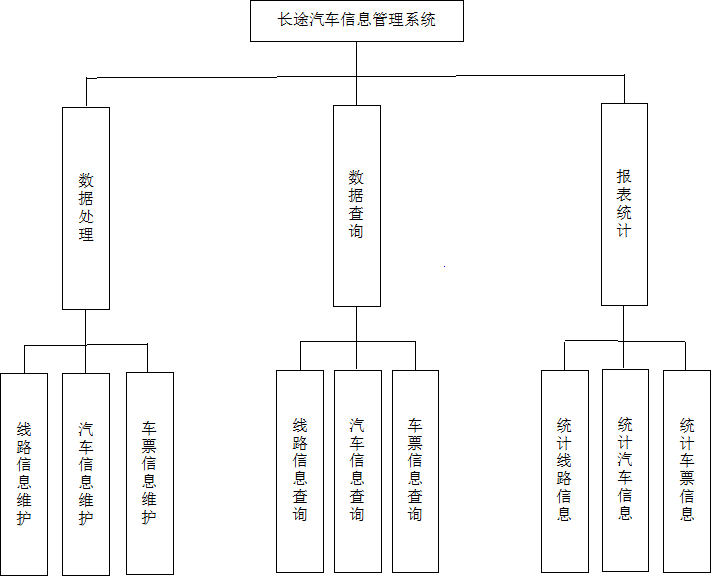 长途汽车信息管理系统
数据处理
数据查询
报表统计
线路信息维护
汽车信息维护
车票信息维护
线路信息查询
汽车信息查询
车票信息查询
统计线路信息
统计汽车信息
统计车票信息